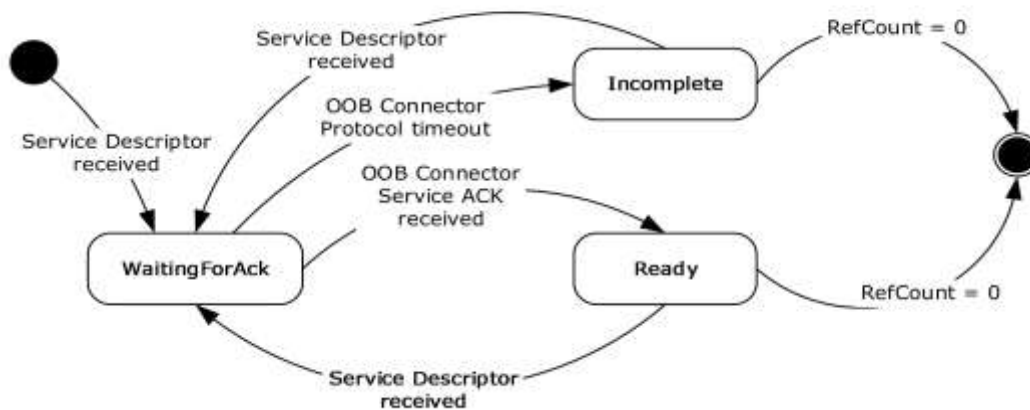 Service Descriptor
received
RefCount = 0
Incomplete
OOB Connector
Protocol timeout
Service Descriptor
received
OOB Connector
Service ACK
received
WaitingForAck
Ready
RefCount = 0
Service Descriptor
received